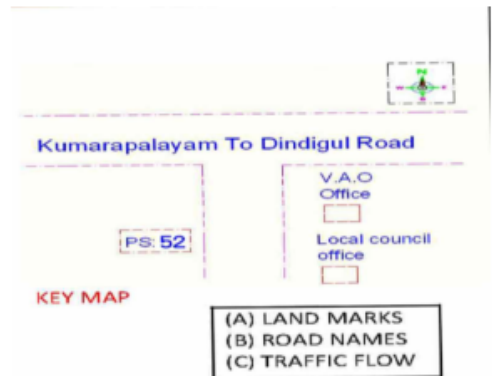 N
Kumarapalayam To Dindigul Road
V.A.O
Office
PS: 52
Local council
office
KEY MAP
(A) LAND MARKS
(B) ROAD NAMES
(C) TRAFFIC FLOW